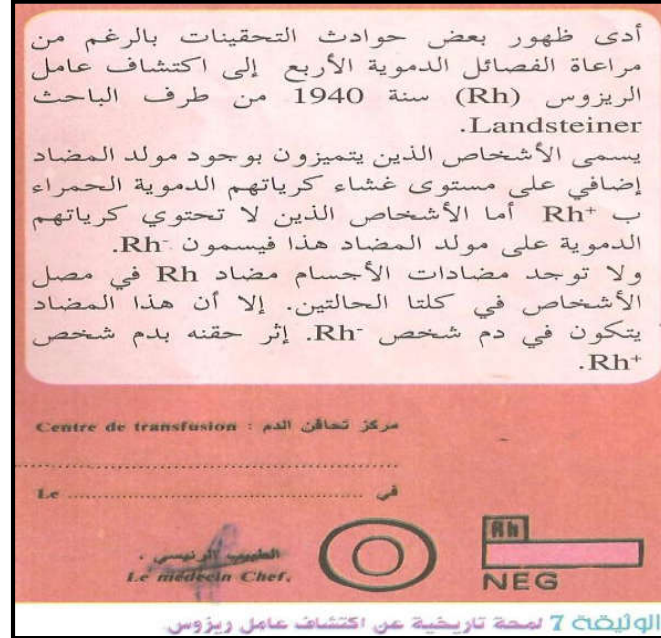 أدى ظهور بعض حوادث التحقينات بالرغم من
مراعاة الفصائل الدموية الأربع إلى اكتشاف عامل
الريزوس (Rh) سنة 1940 من طرف الباحث
Landsteiner.
يسمى الأشخاص الذين يتميزون بوجود مولد المضاد
إضافي على مستوى غشاء كرياتهم الدموية الحمراء
ب Rh⁺ أما الأشخاص الذين لا تحتوي كرياتهم
الدموية على مولد المضاد هذا فيسمون Rh⁻.
ولا توجد مضادات الأجسام مضاد Rh في مصل
الأشخاص في كلتا الحالتين. إلا أن هذا المضاد
يتكون في دم شخص Rh⁻. إثر حقنه بدم شخص
Rh⁺.
مركز تحاقن الدم : Centre de transfusion
في ........................................ Le
الطبيب الرئيسي .
Le médecin Chef.
O
Rh
NEG
الوثيقة 7 لمحة تاريخية عن اكتشاف عامل ريزوس.